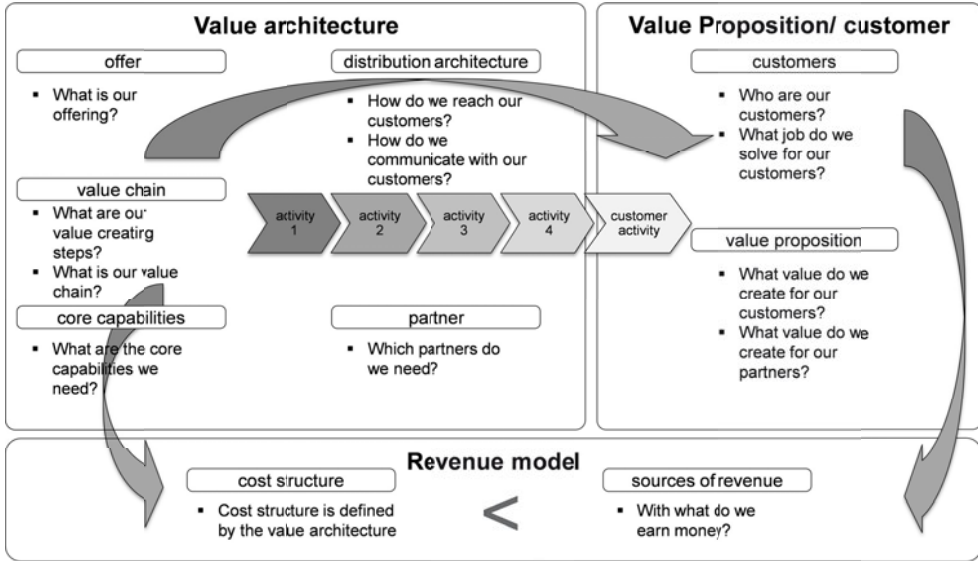 Value architecture
offer
What is our
offering?
distribution architecture
How do we reach our
customers?
How do we
communicate with our
customers?
value chain
What are our
value creating
steps?
What is our value
chain?
activity
1
activity
2
activity
3
activity
4
customer
activity
core capabilities
What are the core
capabilities we
need?
partner
Which partners do
we need?
Value Proposition/ customer
customers
Who are our
customers?
What job do we
solve for our
customers?
value proposition
What value do we
create for our
customers?
What value do we
create for our
partners?
Revenue model
cost structure
Cost structure is defined
by the value architecture
<
sources of revenue
With what do we
earn money?